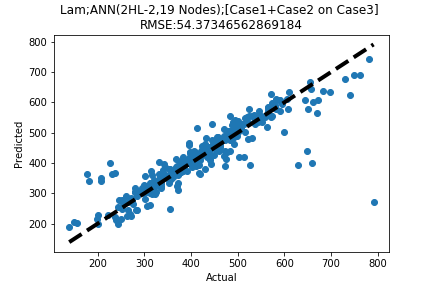 Lam;ANN(2HL-2,19 Nodes);[Case1+Case2 on Case3]
RMSE:54.37346562869184
800
700
600
500
400
300
200
Predicted
200 300 400 500 600 700 800
Actual